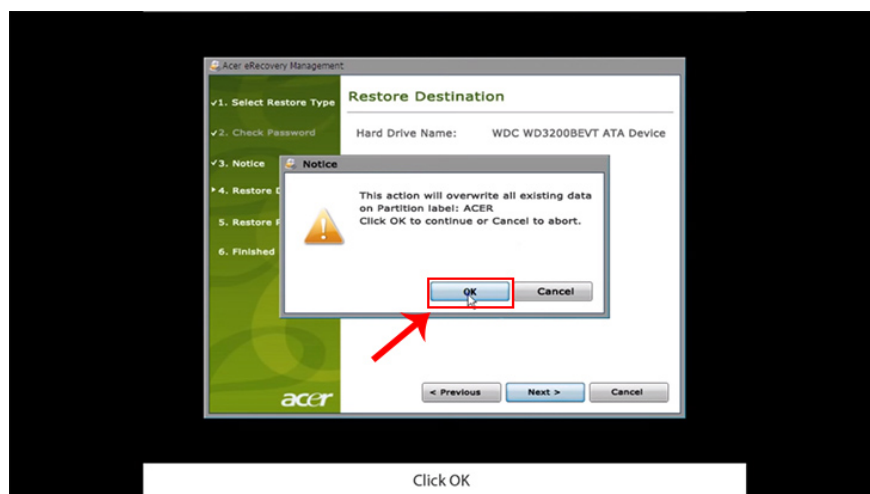 Acer eRecovery Management
1. Select Restore Type
2. Check Password
3. Notice
4. Restore
5. Restore
6. Finished
Restore Destination
Hard Drive Name: WDC WD3200BEVT ATA Device
Notice
This action will overwrite all existing data
on Partition label: ACER
Click OK to continue or Cancel to abort.
OK Cancel
< Previous Next > Cancel
acer
Click OK